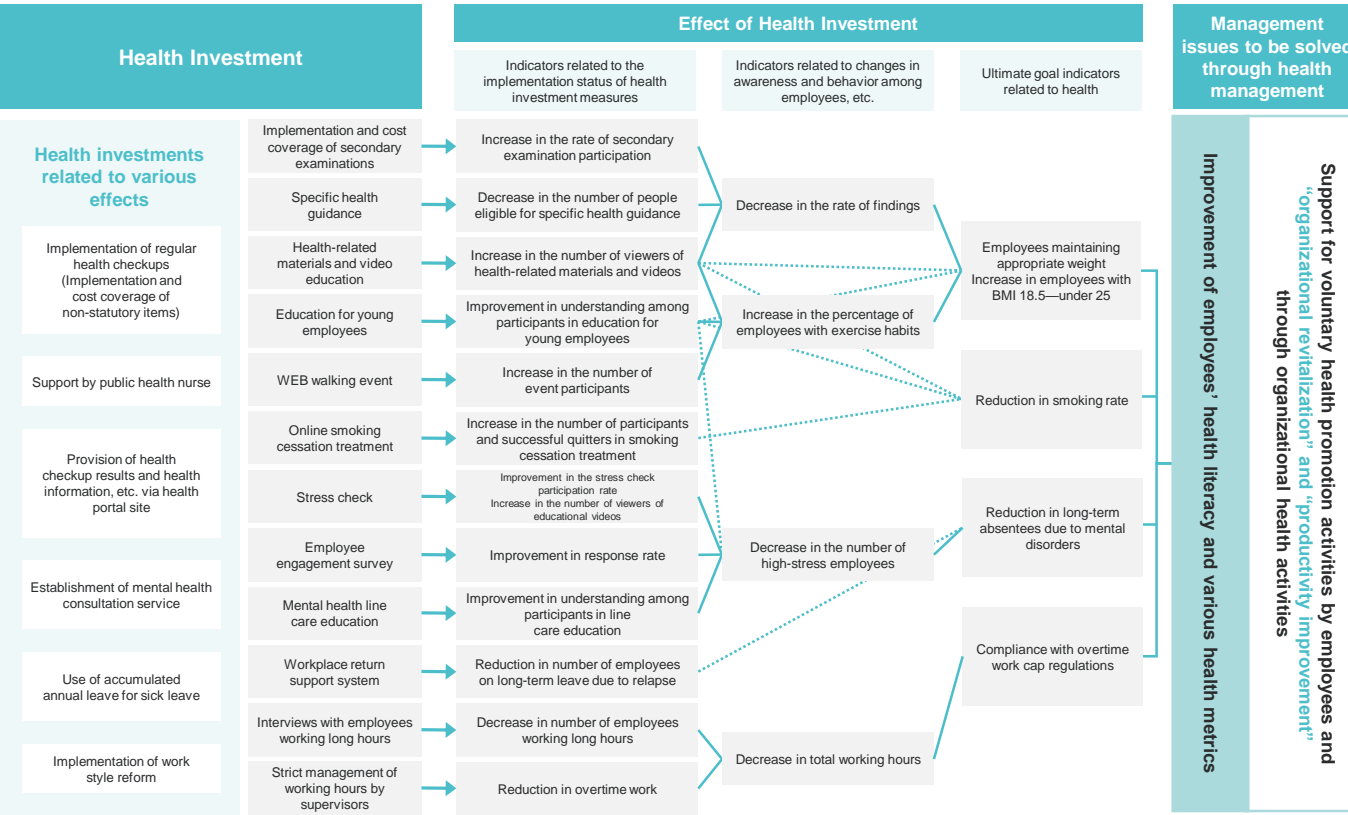 Health Investment
Effect of Health Investment
Management
issues to be solved
through health
management
Indicators related to the
implementation status of health
investment measures
Indicators related to changes in
awareness and behavior among
employees, etc.
Ultimate goal indicators
related to health
Health investments
related to various
effects
Implementation of regular
health checkups
(Implementation and
cost coverage of
non-statutory items)
Support by public health nurse
Provision of health
checkup results and health
information, etc. via health
portal site
Establishment of mental health
consultation service
Use of accumulated
annual leave for sick leave
Implementation of work
style reform
Implementation and cost
coverage of secondary
examinations
Specific health
guidance
Health-related
materials and video
education
Education for young
employees
WEB walking event
Online smoking
cessation treatment
Stress check
Employee
engagement survey
Mental health line
care education
Workplace return
support system
Interviews with employees
working long hours
Strict management of
working hours by
supervisors
Increase in the rate of secondary
examination participation
Decrease in the number of people
eligible for specific health guidance
Increase in the number of viewers of
health-related materials and videos
Improvement in understanding among
participants in education for
young employees
Increase in the number of
event participants
Increase in the number of participants
and successful quitters in smoking
cessation treatment
Improvement in the stress check
participation rate
Increase in the number of viewers of
educational videos
Improvement in response rate
Improvement in understanding among
participants in line
care education
Reduction in number of employees
on long-term leave due to relapse
Decrease in number of employees
working long hours
Reduction in overtime work
Decrease in the rate of findings
Increase in the percentage of
employees with exercise habits
Decrease in the number of
high-stress employees
Decrease in total working hours
Employees maintaining
appropriate weight
Increase in employees with
BMI 18.5—under 25
Reduction in smoking rate
Reduction in long-term
absentees due to mental
disorders
Compliance with overtime
work cap regulations
Improvement of employees’ health literacy and various health metrics
Support for voluntary health promotion activities by employees and
“organizational revitalization” and “productivity improvement”
through organizational health activities